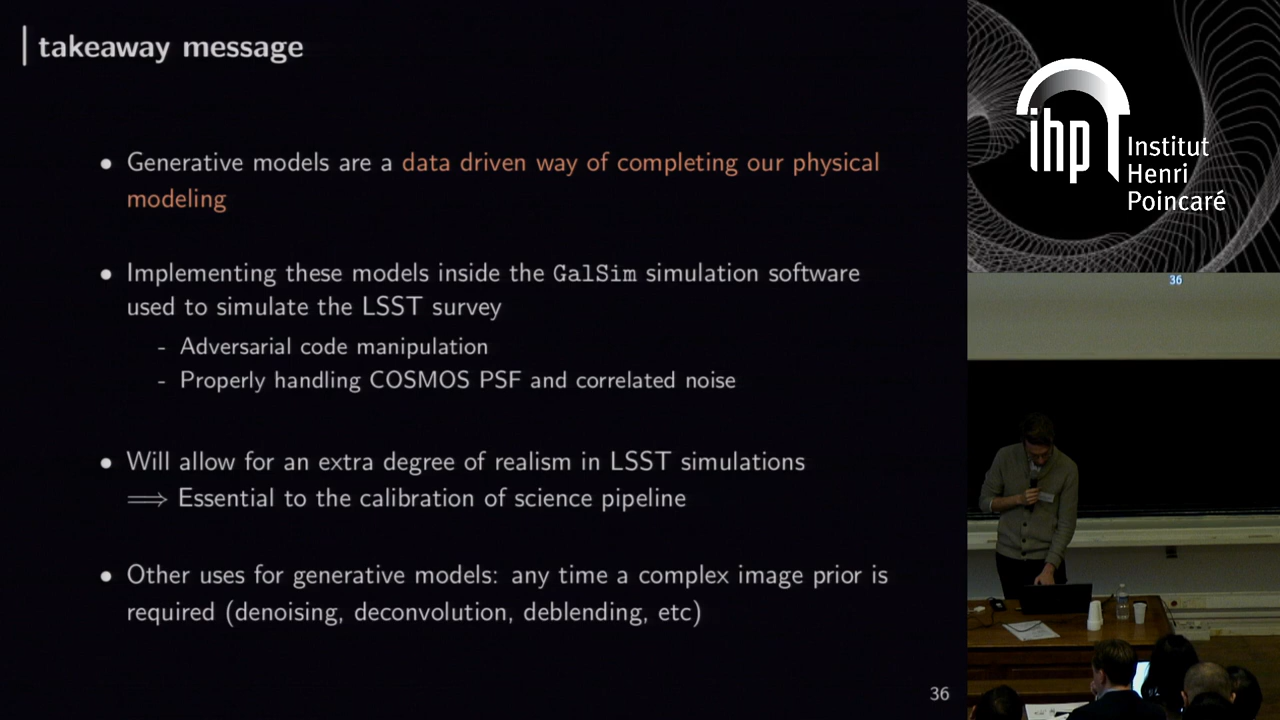 takeaway message
● Generative models are a data driven way of completing our physical
modeling
● Implementing these models inside the GalSim simulation software
used to simulate the LSST survey
- Adversarial code manipulation
- Properly handling COSMOS PSF and correlated noise
● Will allow for an extra degree of realism in LSST simulations
⟹ Essential to the calibration of science pipeline
● Other uses for generative models: any time a complex image prior is
required (denoising, deconvolution, deblending, etc)
36
ihp Institut
Henri
Poincaré
36